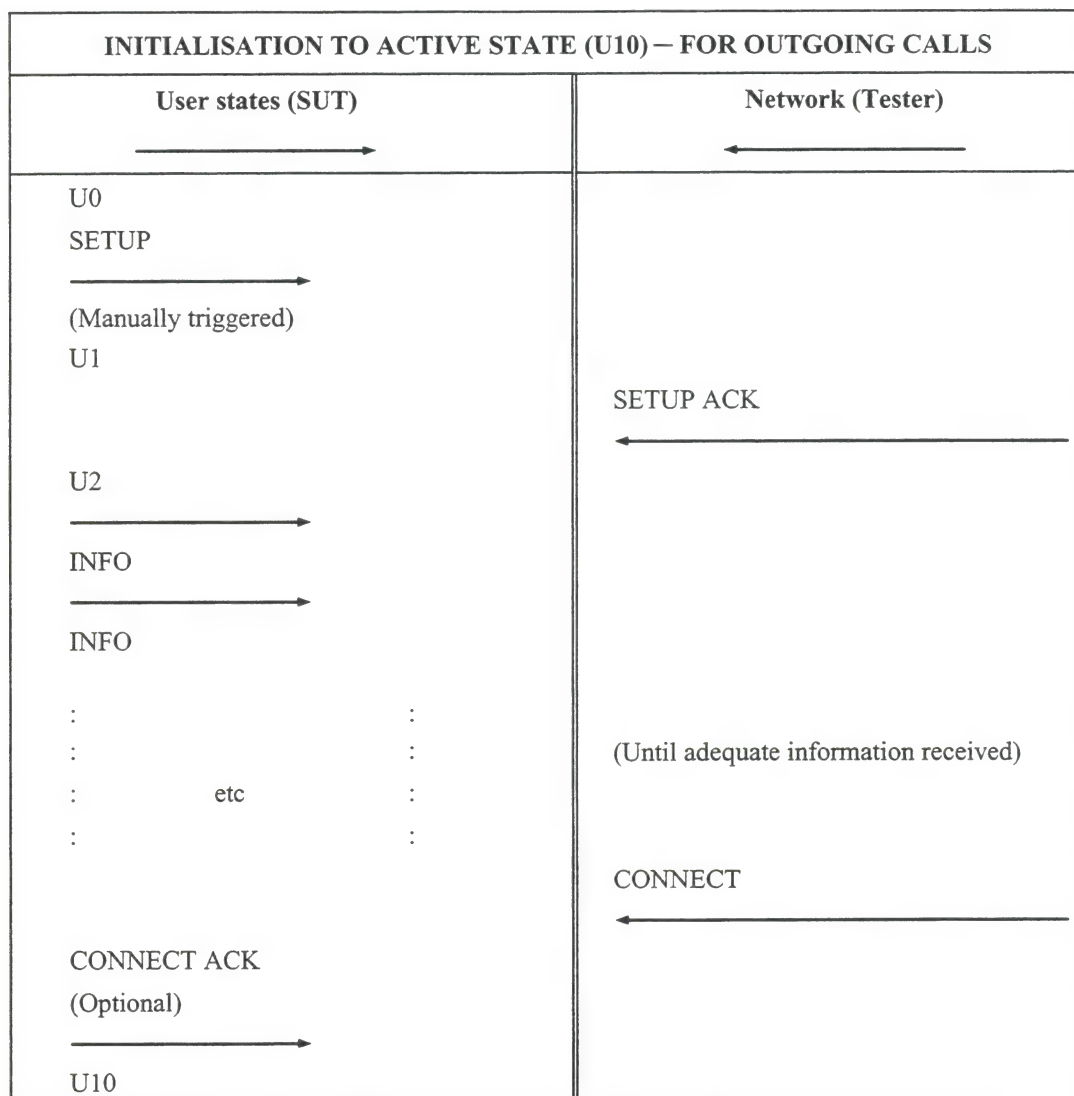 INITIALISATION TO ACTIVE STATE (U10) — FOR OUTGOING CALLS
User states (SUT)
Network (Tester)
U0
SETUP
(Manually triggered)
U1
SETUP ACK
U2
INFO
INFO
: :
: :
(Until adequate information received)
: etc :
: :
CONNECT
CONNECT ACK
(Optional)
U10